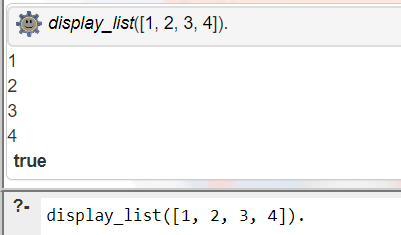 display_list([1, 2, 3, 4]).
1
2
3
4
true
?- display_list([1, 2, 3, 4]).